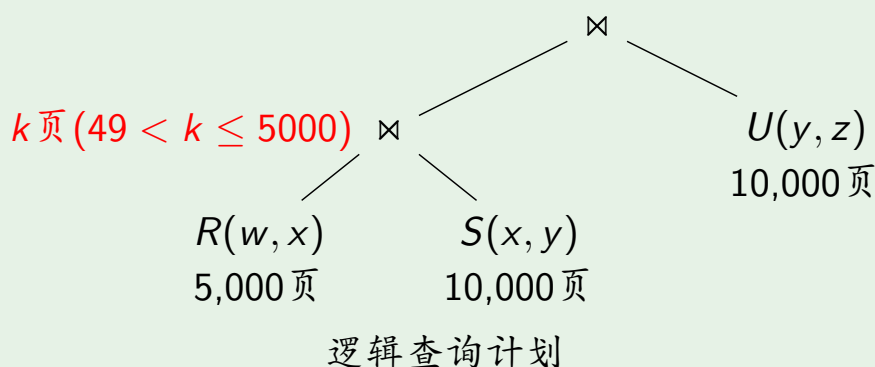 ⋈
k页(49 < k ≤ 5000) ⋈
U(y, z)
10,000页
R(w, x) S(x, y)
5,000页 10,000页
逻辑查询计划